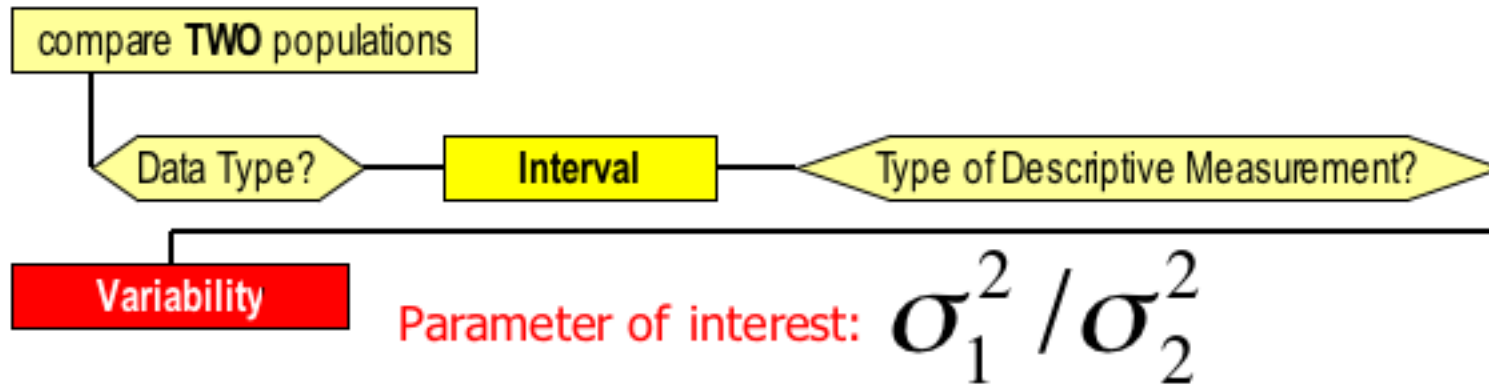 compare TWO populations
Data Type? Interval Type of Descriptive Measurement?
Variability
Parameter of interest: σ₁² / σ₂²